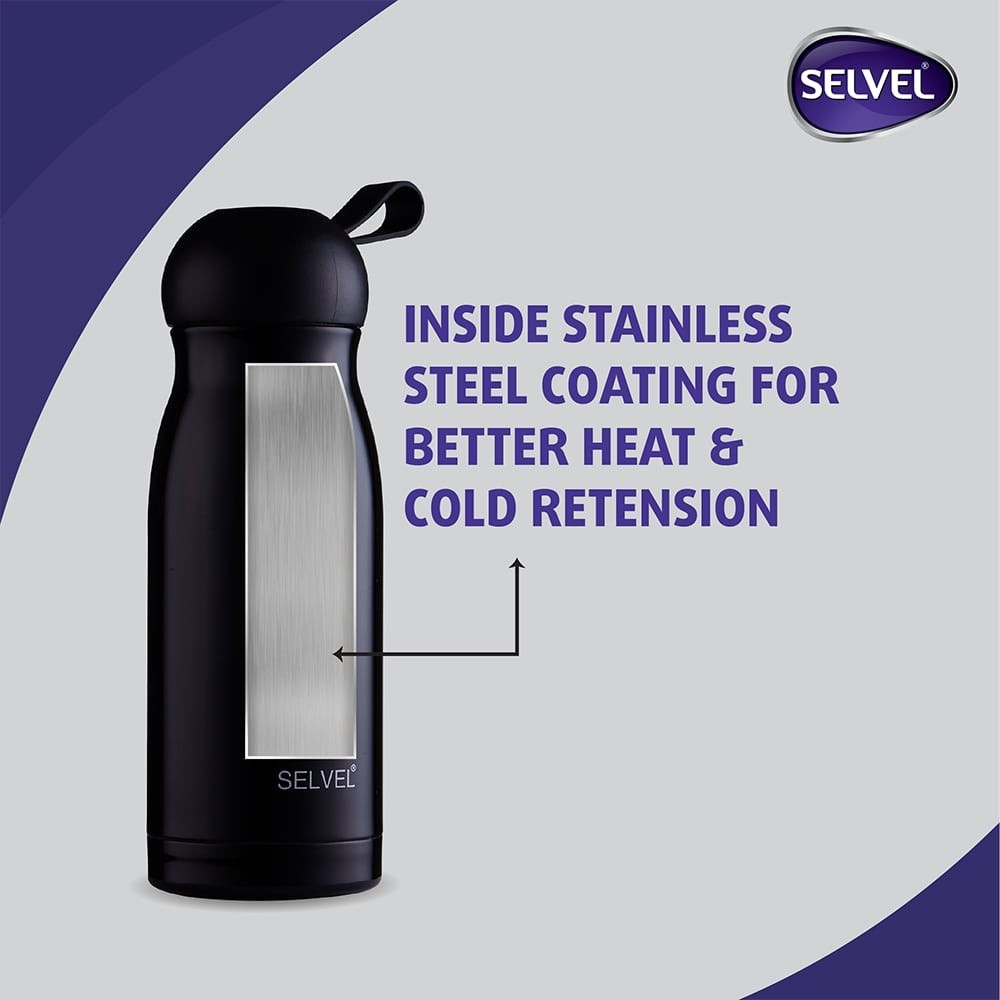 SELVEL®
INSIDE STAINLESS
STEEL COATING FOR
BETTER HEAT &
COLD RETENSION
SELVEL®